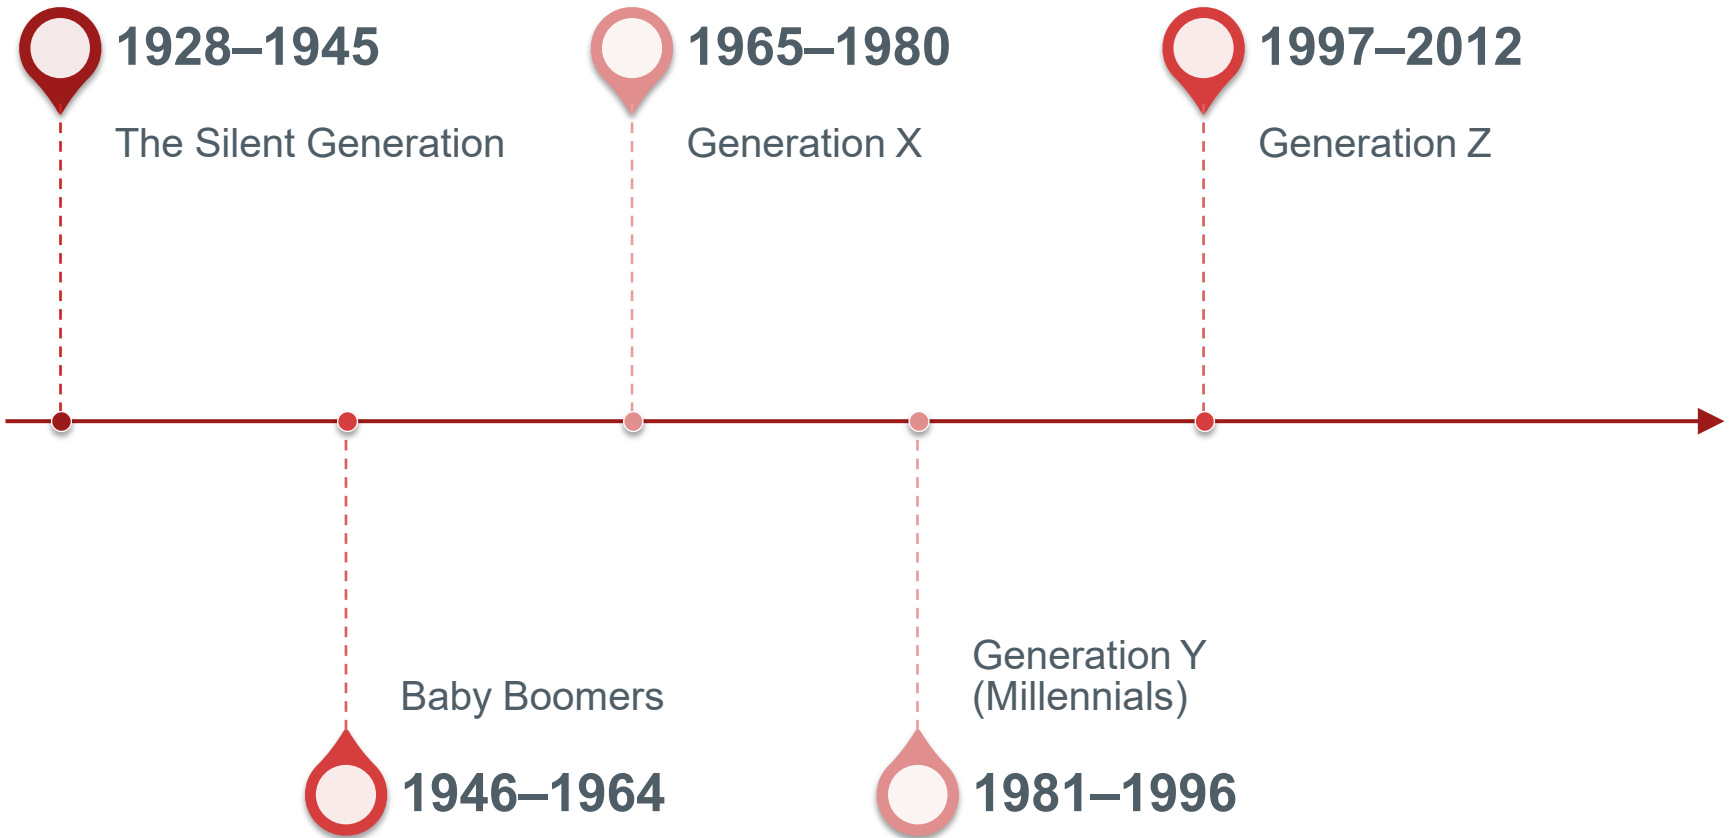 1928–1945
The Silent Generation
1965–1980
Generation X
1997–2012
Generation Z
Baby Boomers
1946–1964
Generation Y
(Millennials)
1981–1996